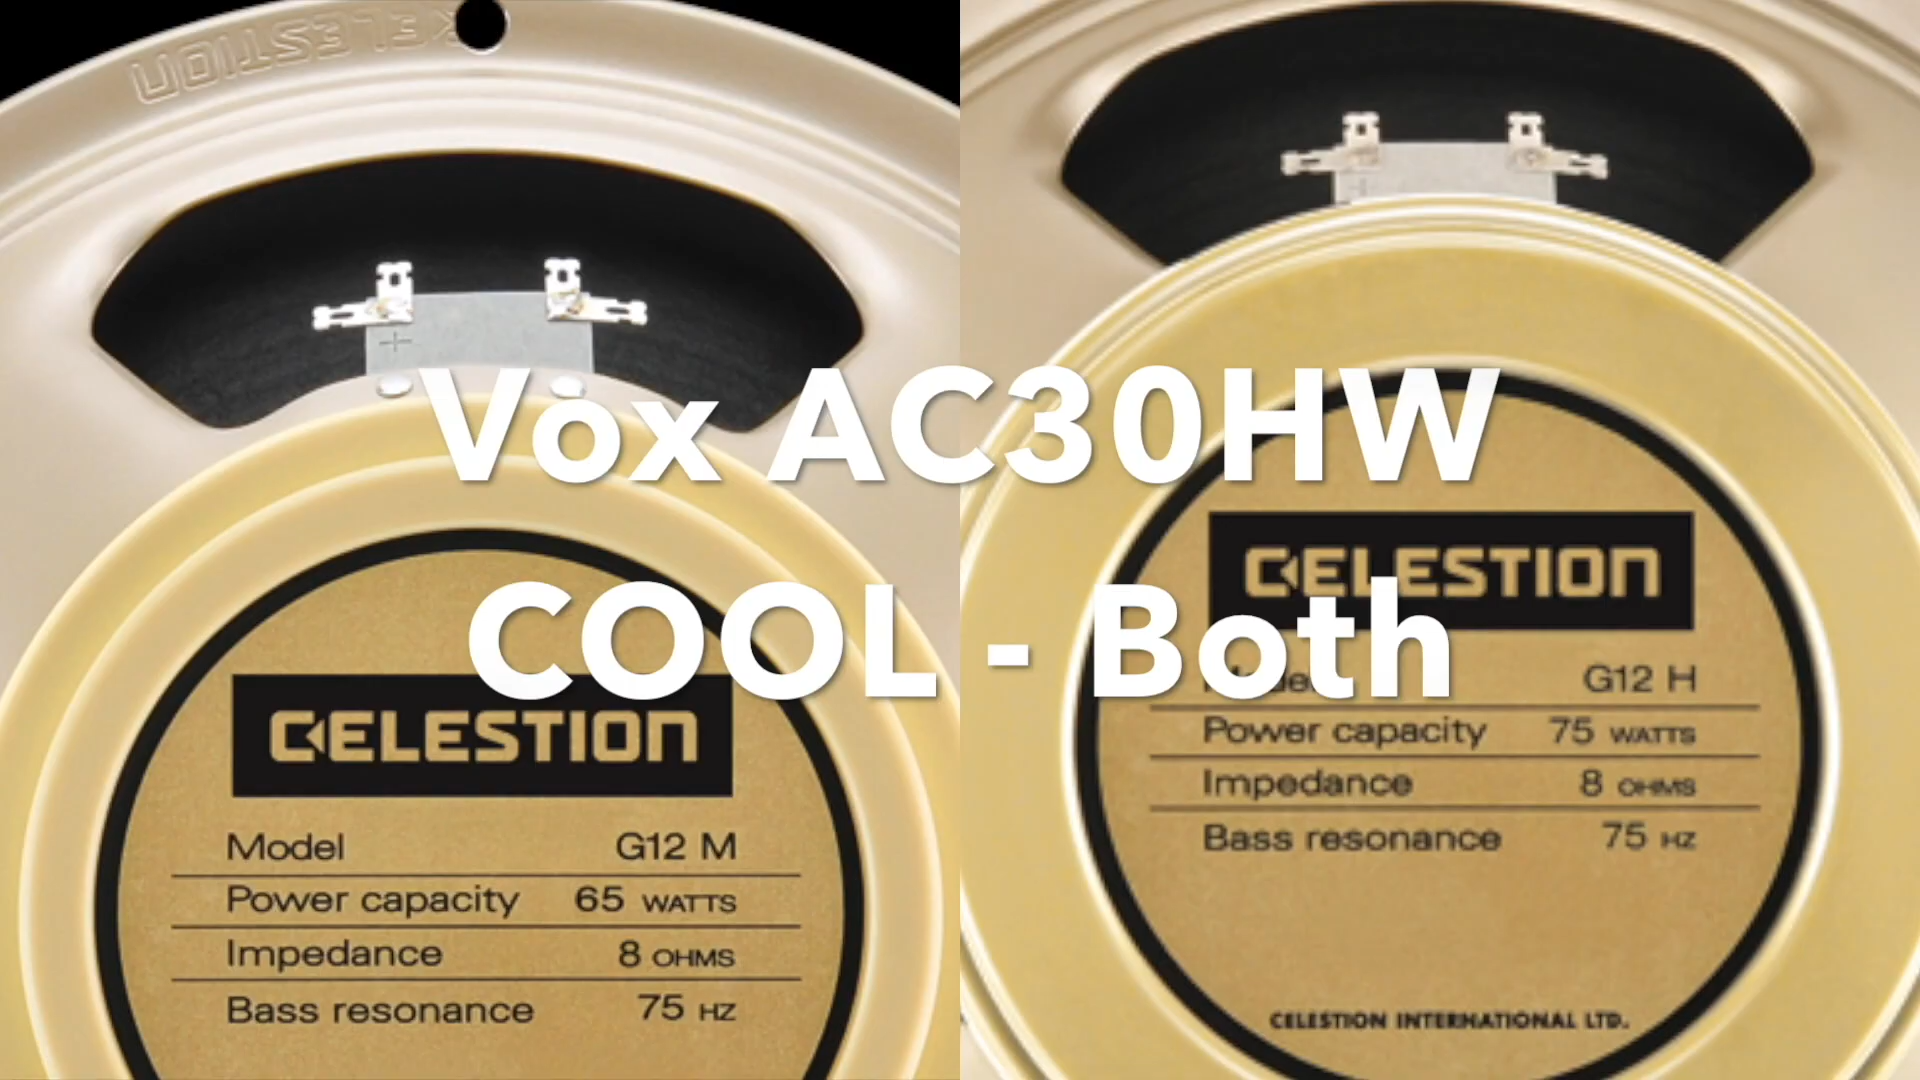 CELESTION
Vox AC30HW
COOL - Both
CELESTION
Model G12 M
Power capacity 65 WATTS
Impedance 8 OHMS
Bass resonance 75 HZ
CELESTION
Model G12 H
Power capacity 75 WATTS
Impedance 8 OHMS
Bass resonance 75 HZ
CELESTION INTERNATIONAL LTD.